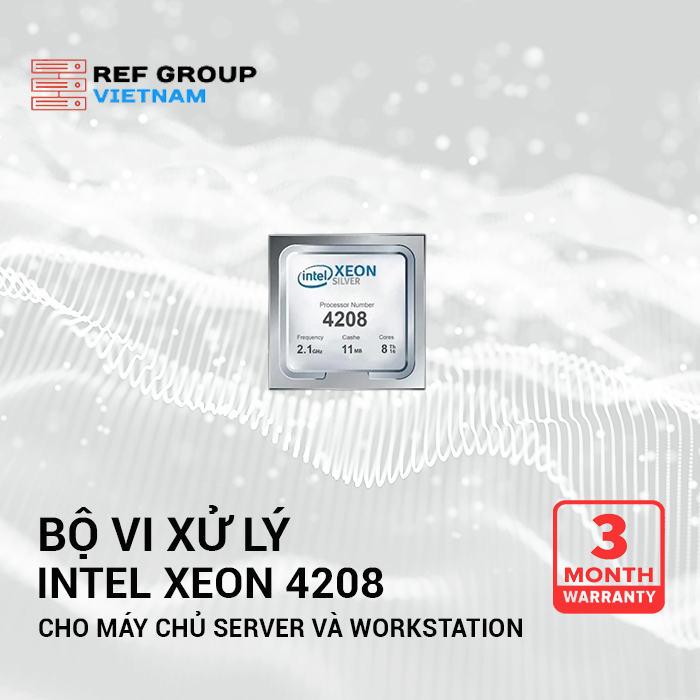 REF GROUP
VIETNAM
intel XEON
SILVER
Processor Number
4208
Frequency Cashe Cores
2.1GHz 11MB 8
BỘ VI XỬ LÝ
INTEL XEON 4208
CHO MÁY CHỦ SERVER VÀ WORKSTATION
3
MONTH
WARRANTY